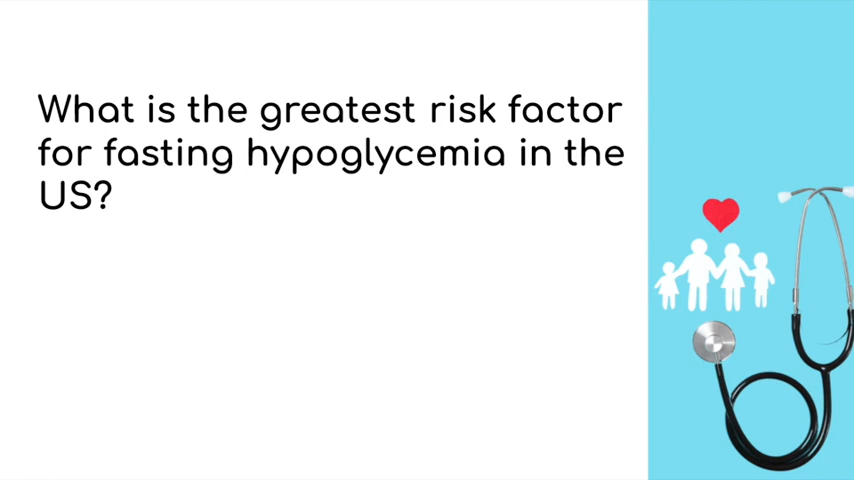 What is the greatest risk factor
for fasting hypoglycemia in the
US?